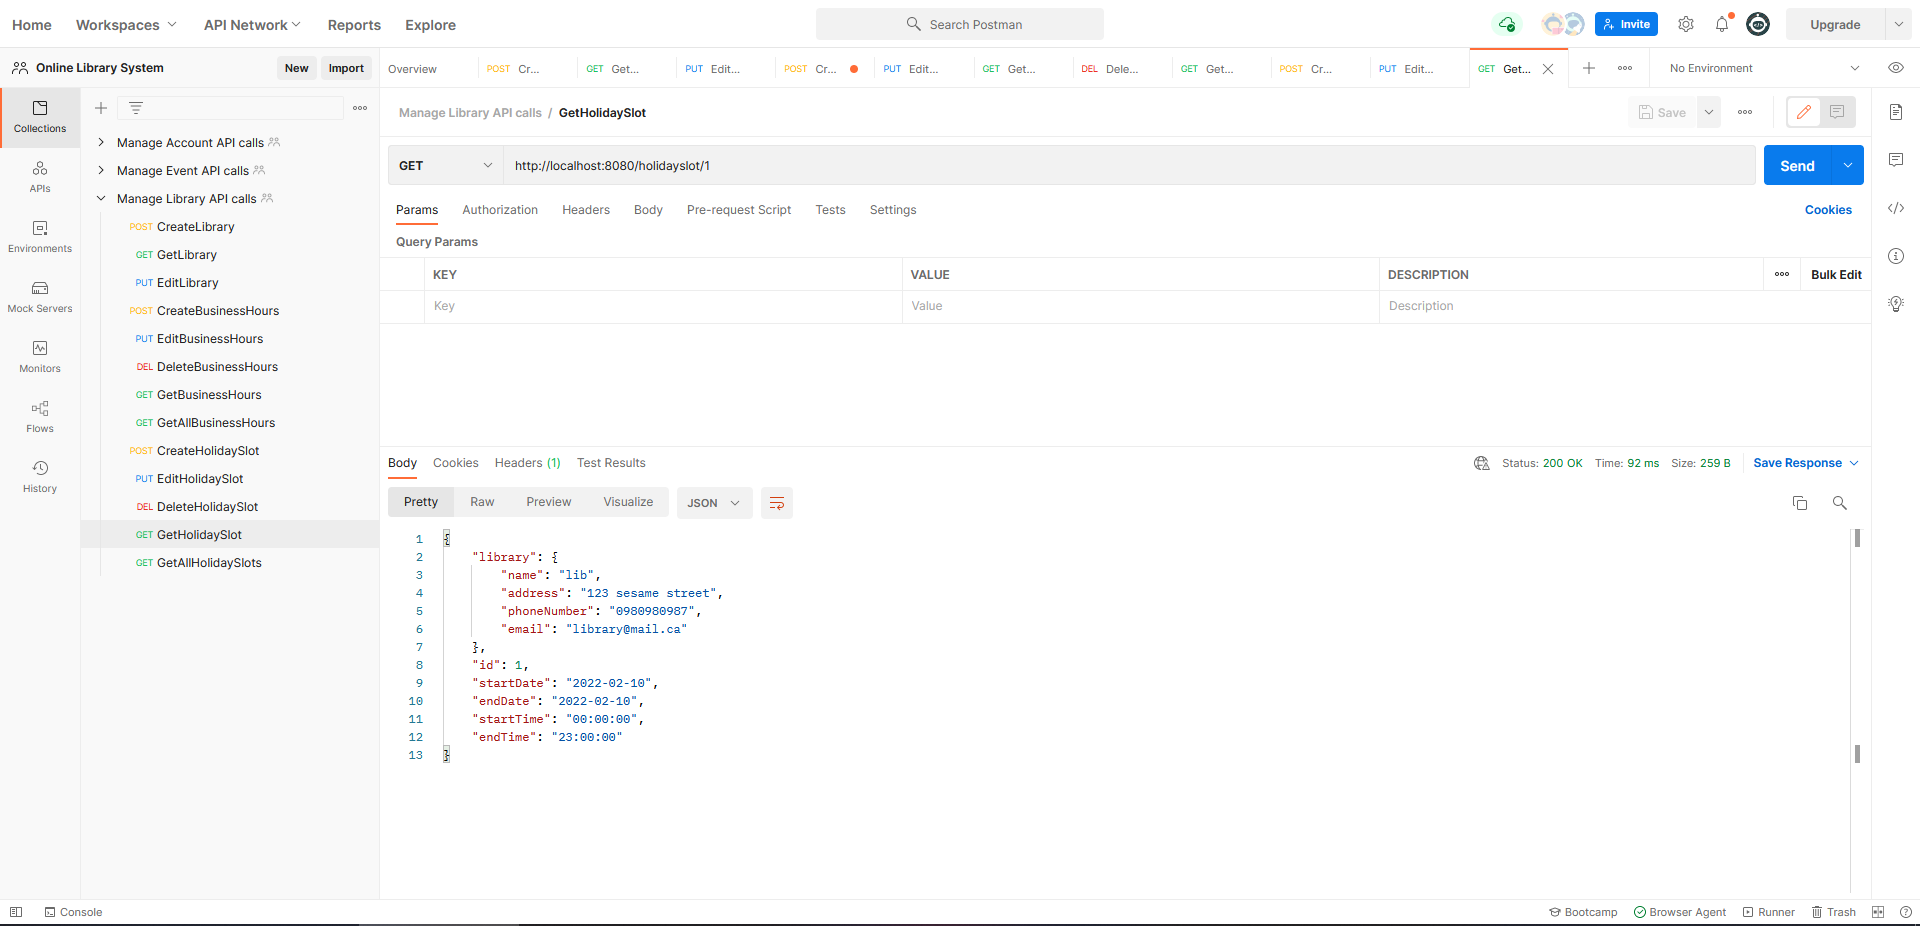 Home Workspaces API Network Reports Explore Search Postman Invite Upgrade
Online Library System New Import Overview POST Cr... GET Get... PUT Edit... POST Cr... PUT Edit... GET Get... DEL Dele... GET Get... POST Cr... PUT Edit... GET Get... No Environment
Collections
APIs
Environments
Mock Servers
Monitors
Flows
History
Manage Account API calls
Manage Event API calls
Manage Library API calls
POST CreateLibrary
GET GetLibrary
PUT EditLibrary
POST CreateBusinessHours
PUT EditBusinessHours
DEL DeleteBusinessHours
GET GetBusinessHours
GET GetAllBusinessHours
POST CreateHolidaySlot
PUT EditHolidaySlot
DEL DeleteHolidaySlot
GET GetHolidaySlot
GET GetAllHolidaySlots
Manage Library API calls / GetHolidaySlot Save
GET http://localhost:8080/holidayslot/1 Send
Params Authorization Headers Body Pre-request Script Tests Settings Cookies
Query Params
KEY VALUE DESCRIPTION Bulk Edit
Key Value Description
Body Cookies Headers (1) Test Results Status: 200 OK Time: 92 ms Size: 259 B Save Response
Pretty Raw Preview Visualize JSON
1 {
2 "library": {
3 "name": "lib",
4 "address": "123 sesame street",
5 "phoneNumber": "0980980987",
6 "email": "library@mail.ca"
7 },
8 "id": 1,
9 "startDate": "2022-02-10",
10 "endDate": "2022-02-10",
11 "startTime": "00:00:00",
12 "endTime": "23:00:00"
13 }
Console Bootcamp Browser Agent Runner Trash